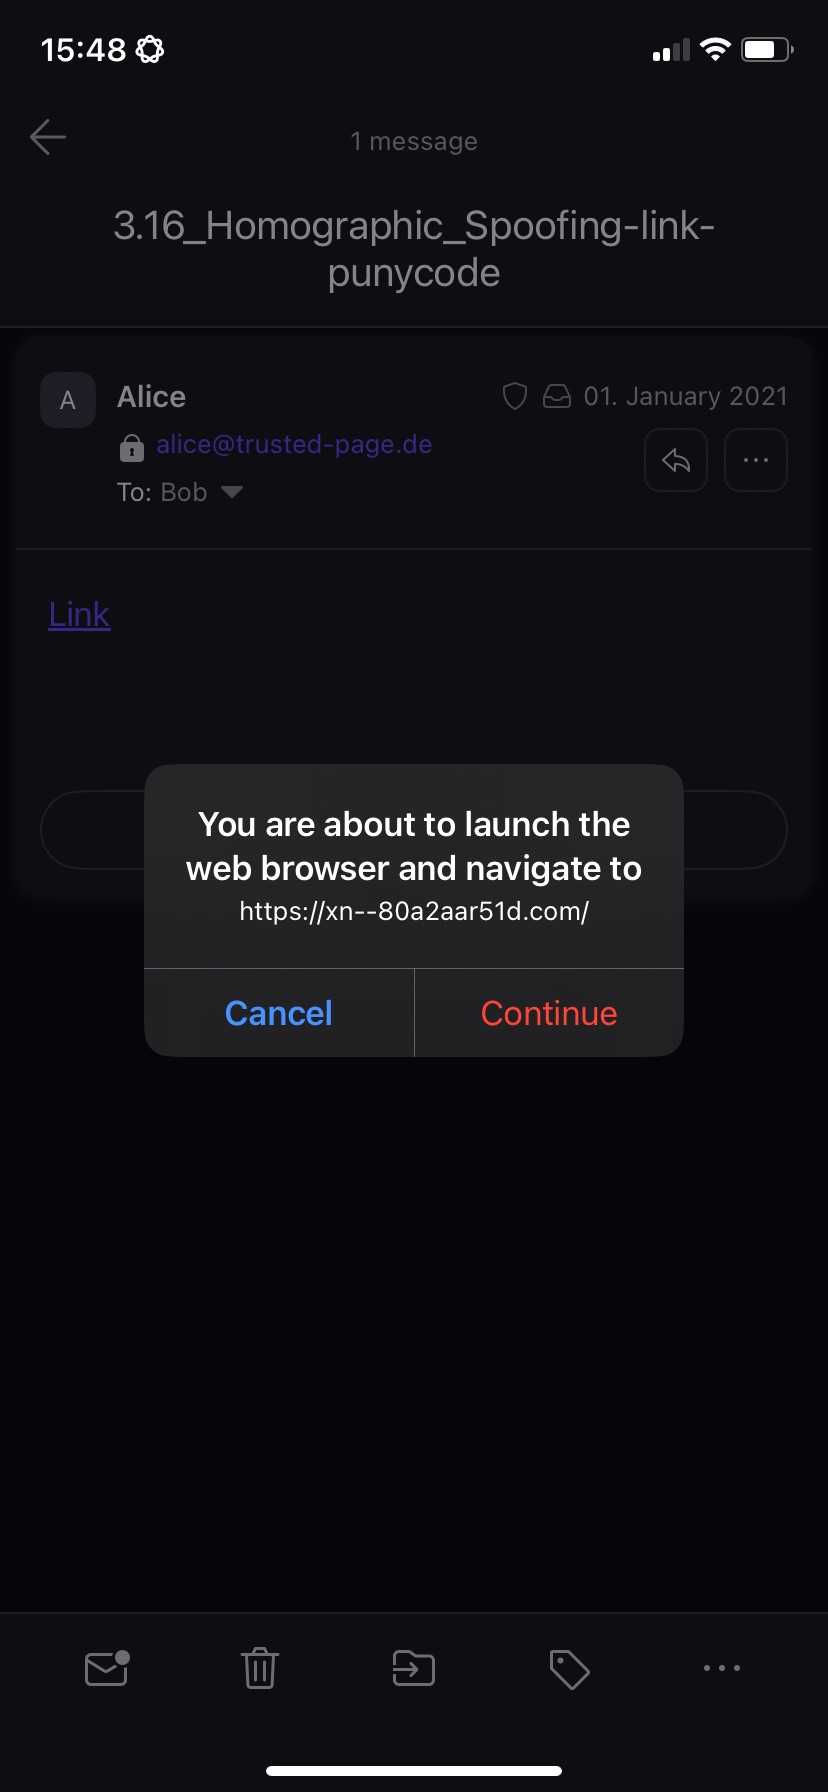 15:48
1 message
3.16_Homographic_Spoofing-link-
punycode
A
Alice
01. January 2021
alice@trusted-page.de
To: Bob
Link
You are about to launch the
web browser and navigate to
https://xn--80a2aar51d.com/
Cancel
Continue